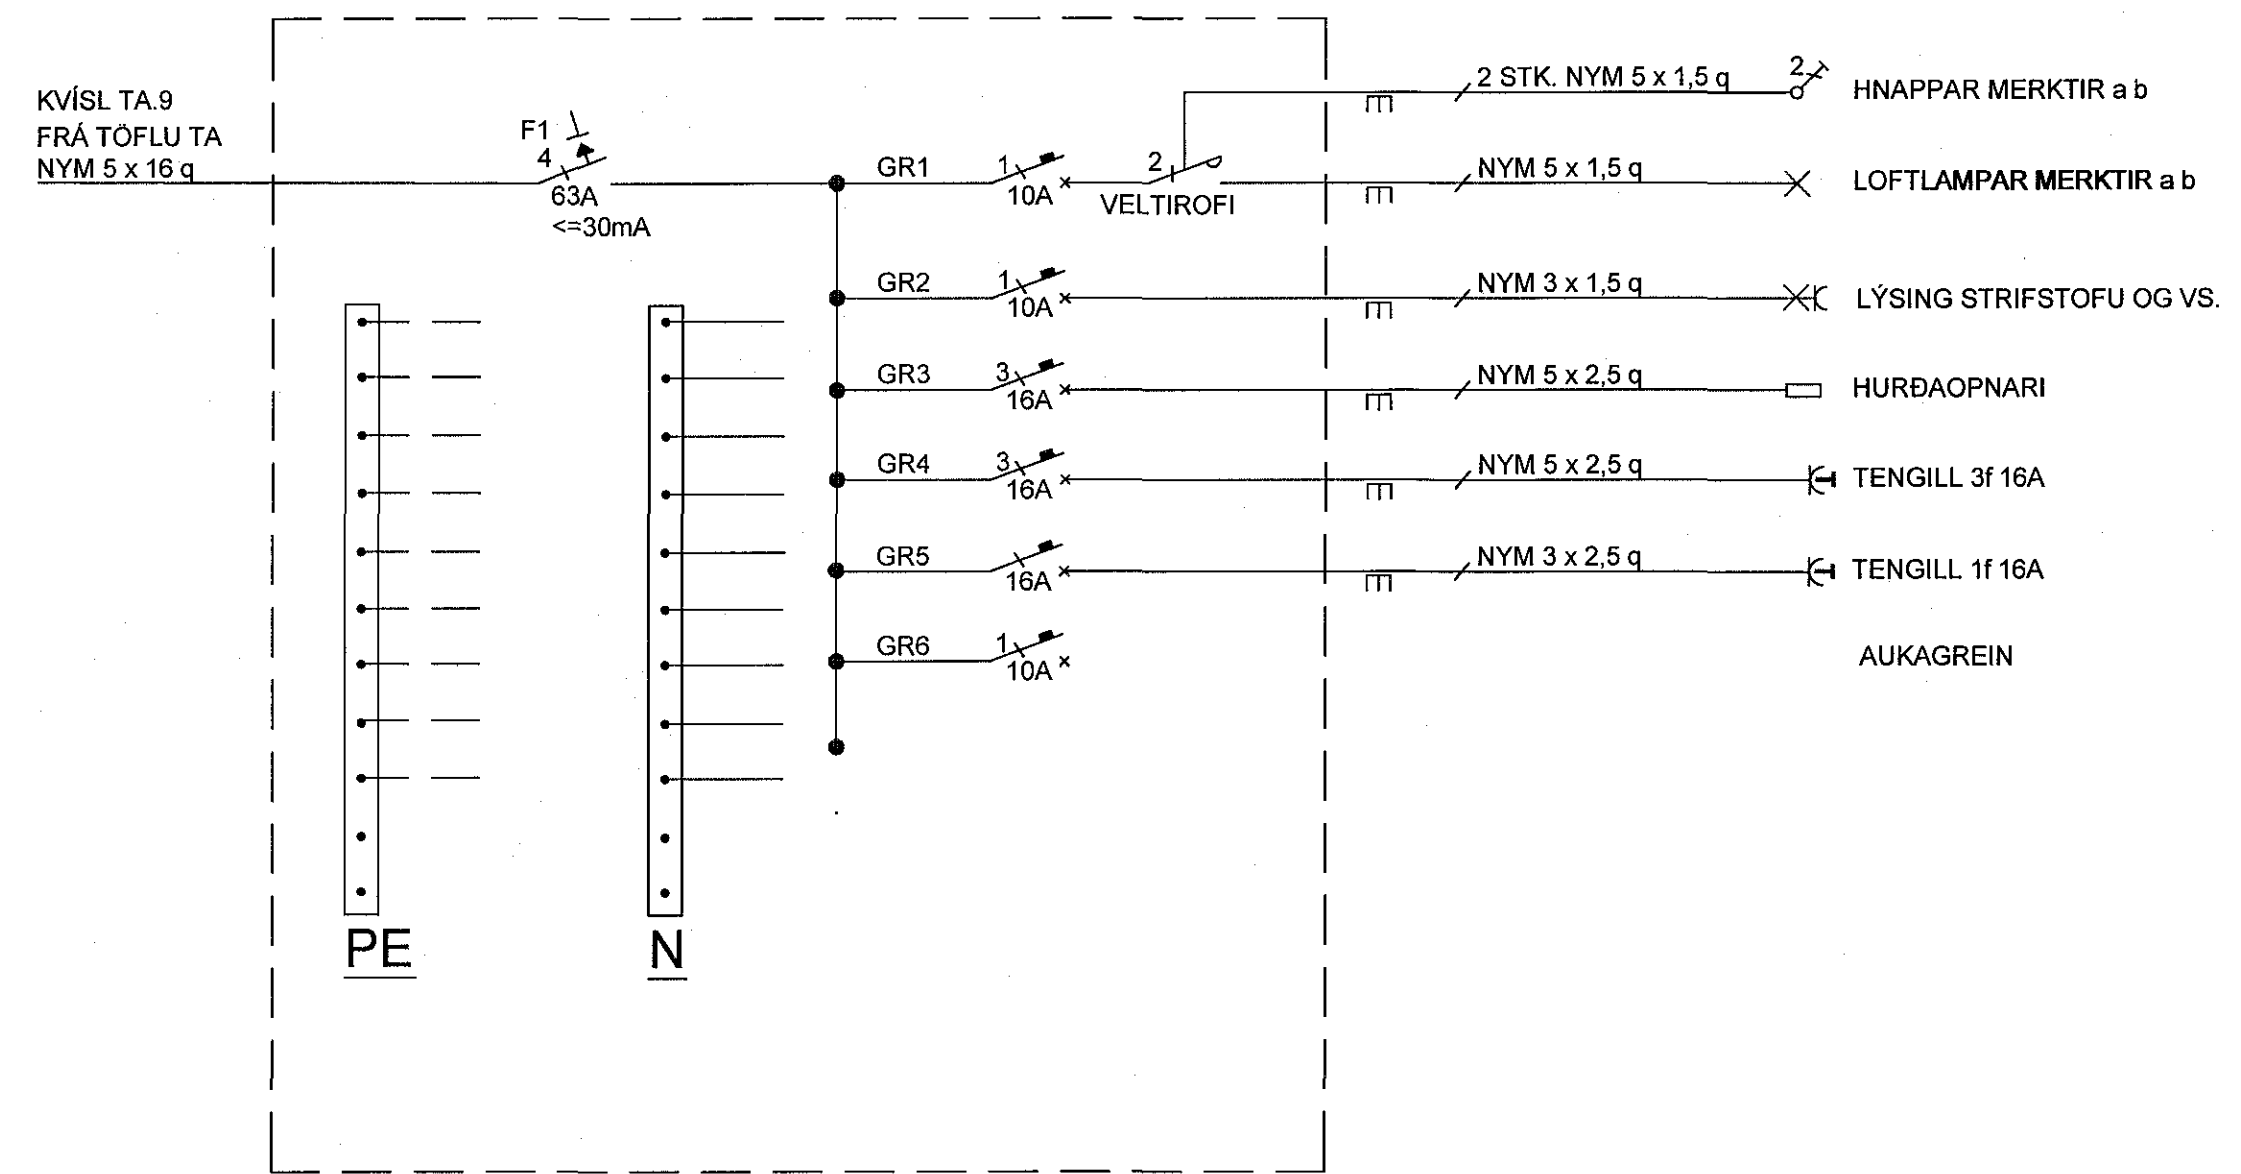 KVÍSL TA.9
FRÁ TÖFLU TA
NYM 5 x 16 q
F1
4
63A
<=30mA
2 STK. NYM 5 x 1,5 q
2
HNAPPAR MERKTIR a b
GR1
1
10A
2
VELTIROFI
NYM 5 x 1,5 q
LOFTLAMPAR MERKTIR a b
GR2
1
10A
NYM 3 x 1,5 q
LÝSING STRIFSTOFU OG VS.
GR3
3
16A
NYM 5 x 2,5 q
HURÐAOPNARI
GR4
3
16A
NYM 5 x 2,5 q
TENGILL 3f 16A
GR5
16A
NYM 3 x 2,5 q
TENGILL 1f 16A
GR6
1
10A
AUKAGREIN
PE
N